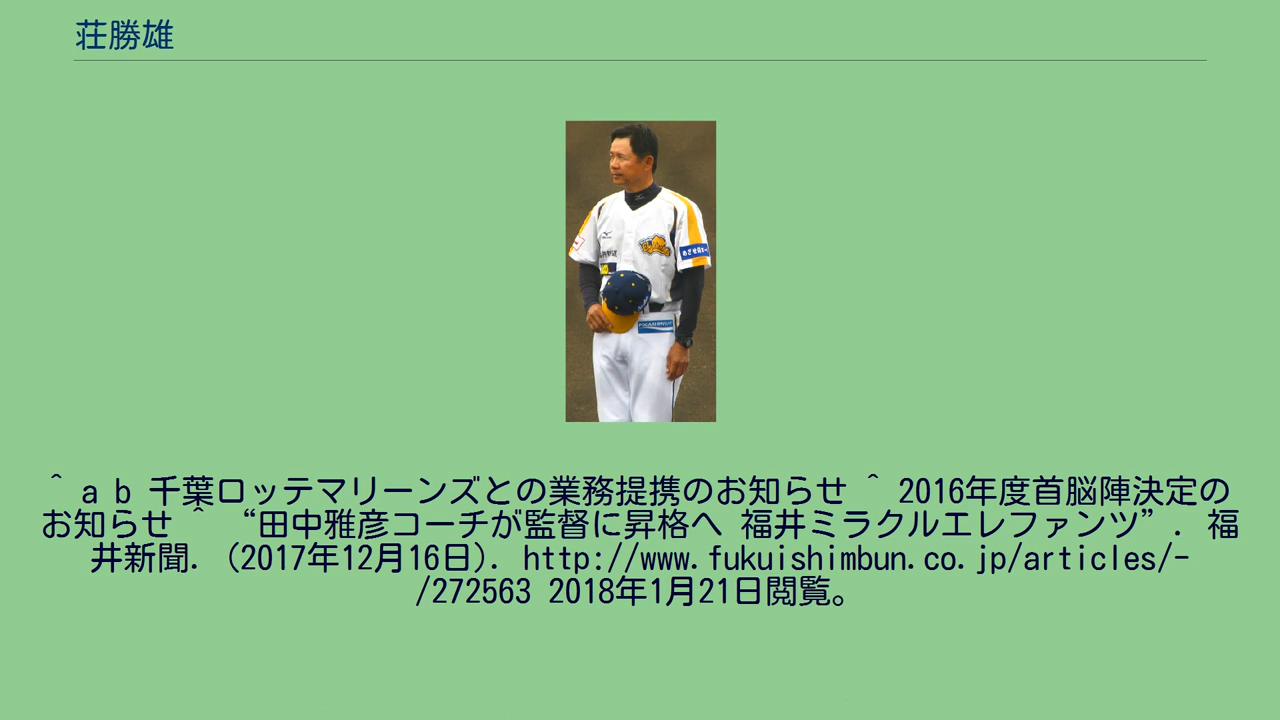 荘勝雄
^ a b 千葉ロッテマリーンズとの業務提携のお知らせ ^ 2016年度首脳陣決定の
お知らせ ^ “田中雅彦コーチが監督に昇格へ 福井ミラクルエレファンツ”. 福
井新聞. (2017年12月16日). http://www.fukuishimbun.co.jp/articles/-
/272563 2018年1月21日閲覧。